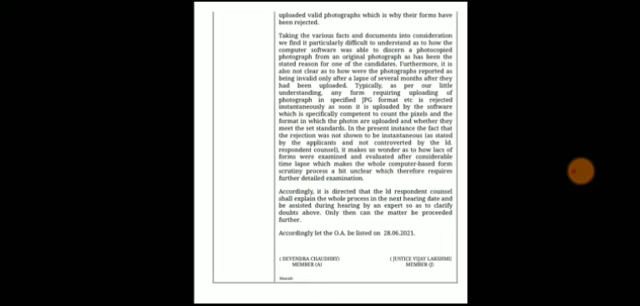 uploaded valid photographs which is why their forms have
been rejected.
Taking the various facts and documents into consideration
we find it particularly difficult to understand as to how the
computer software was able to discern a photocopied
photograph from an original photograph as has been the
stated reason for one of the candidates. Furthermore, it is
also not clear as to how were the photographs reported as
being invalid only after a lapse of several months after they
had been uploaded. Typically, as per our little
understanding, any form requiring uploading of
photograph in specified JPG format etc is rejected
instantaneously as soon it is uploaded by the software
which is specifically competent to count the pixels and the
format in which the photos are uploaded and whether they
meet the set standards. In the present instance the fact that
the rejection was not shown to be instantaneous (as stated
by the applicants and not controverted by the ld.
respondent counsel), it makes us wonder as to how lacs of
forms were examined and evaluated after considerable
time lapse which makes the whole computer-based form
scrutiny process a bit unclear which therefore requires
further detailed examination.
Accordingly, it is directed that the ld respondent counsel
shall explain the whole process in the next hearing date and
be assisted during hearing by an expert so as to clarify
doubts above. Only then can the matter be proceeded
further.
Accordingly let the O.A. be listed on 28.06.2021.
( DEVENDRA CHAUDHRY) ( JUSTICE VIJAY LAKSHMI)
MEMBER (A) MEMBER (J)